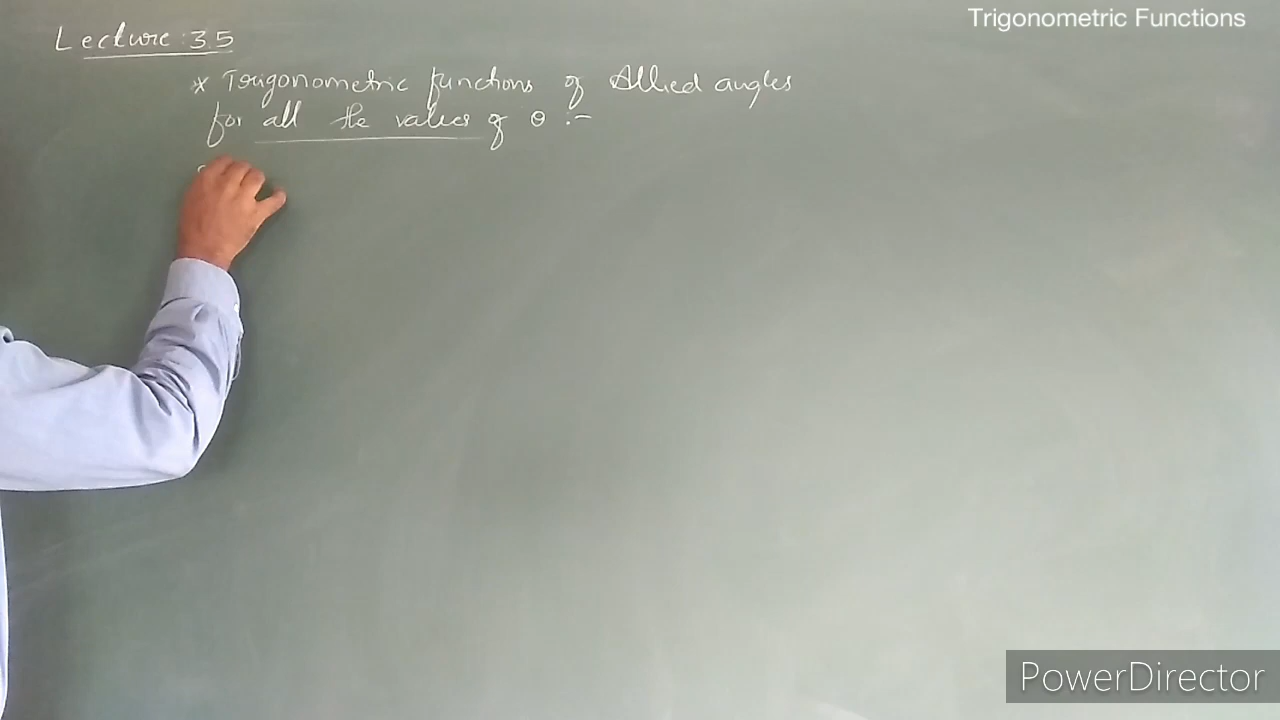 Trigonometric Functions
Lecture: 35
* Trigonometric functions of Allied angles
for all the values of θ :-
PowerDirector